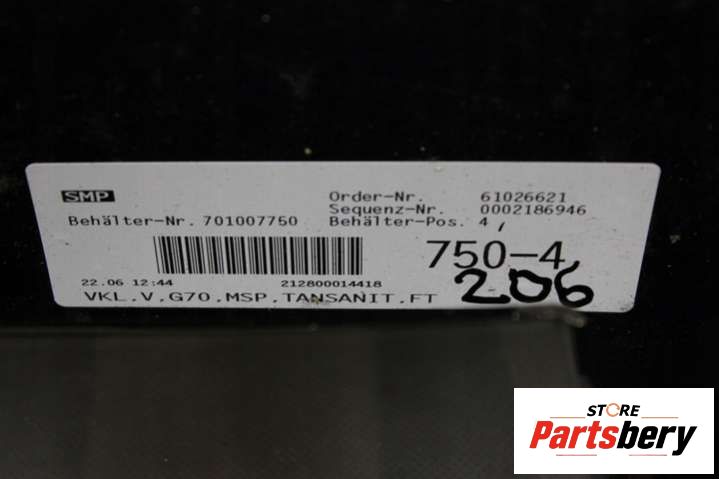 SMP
Order-Nr. 61026621
Sequenz-Nr. 0002186946
Behälter-Nr. 701007750 Behälter-Pos. 4
750-4
206
22.06 12:44 212800014418
VKL,V,G70,MSP,TANSANIT,FT
STORE
Partsbery